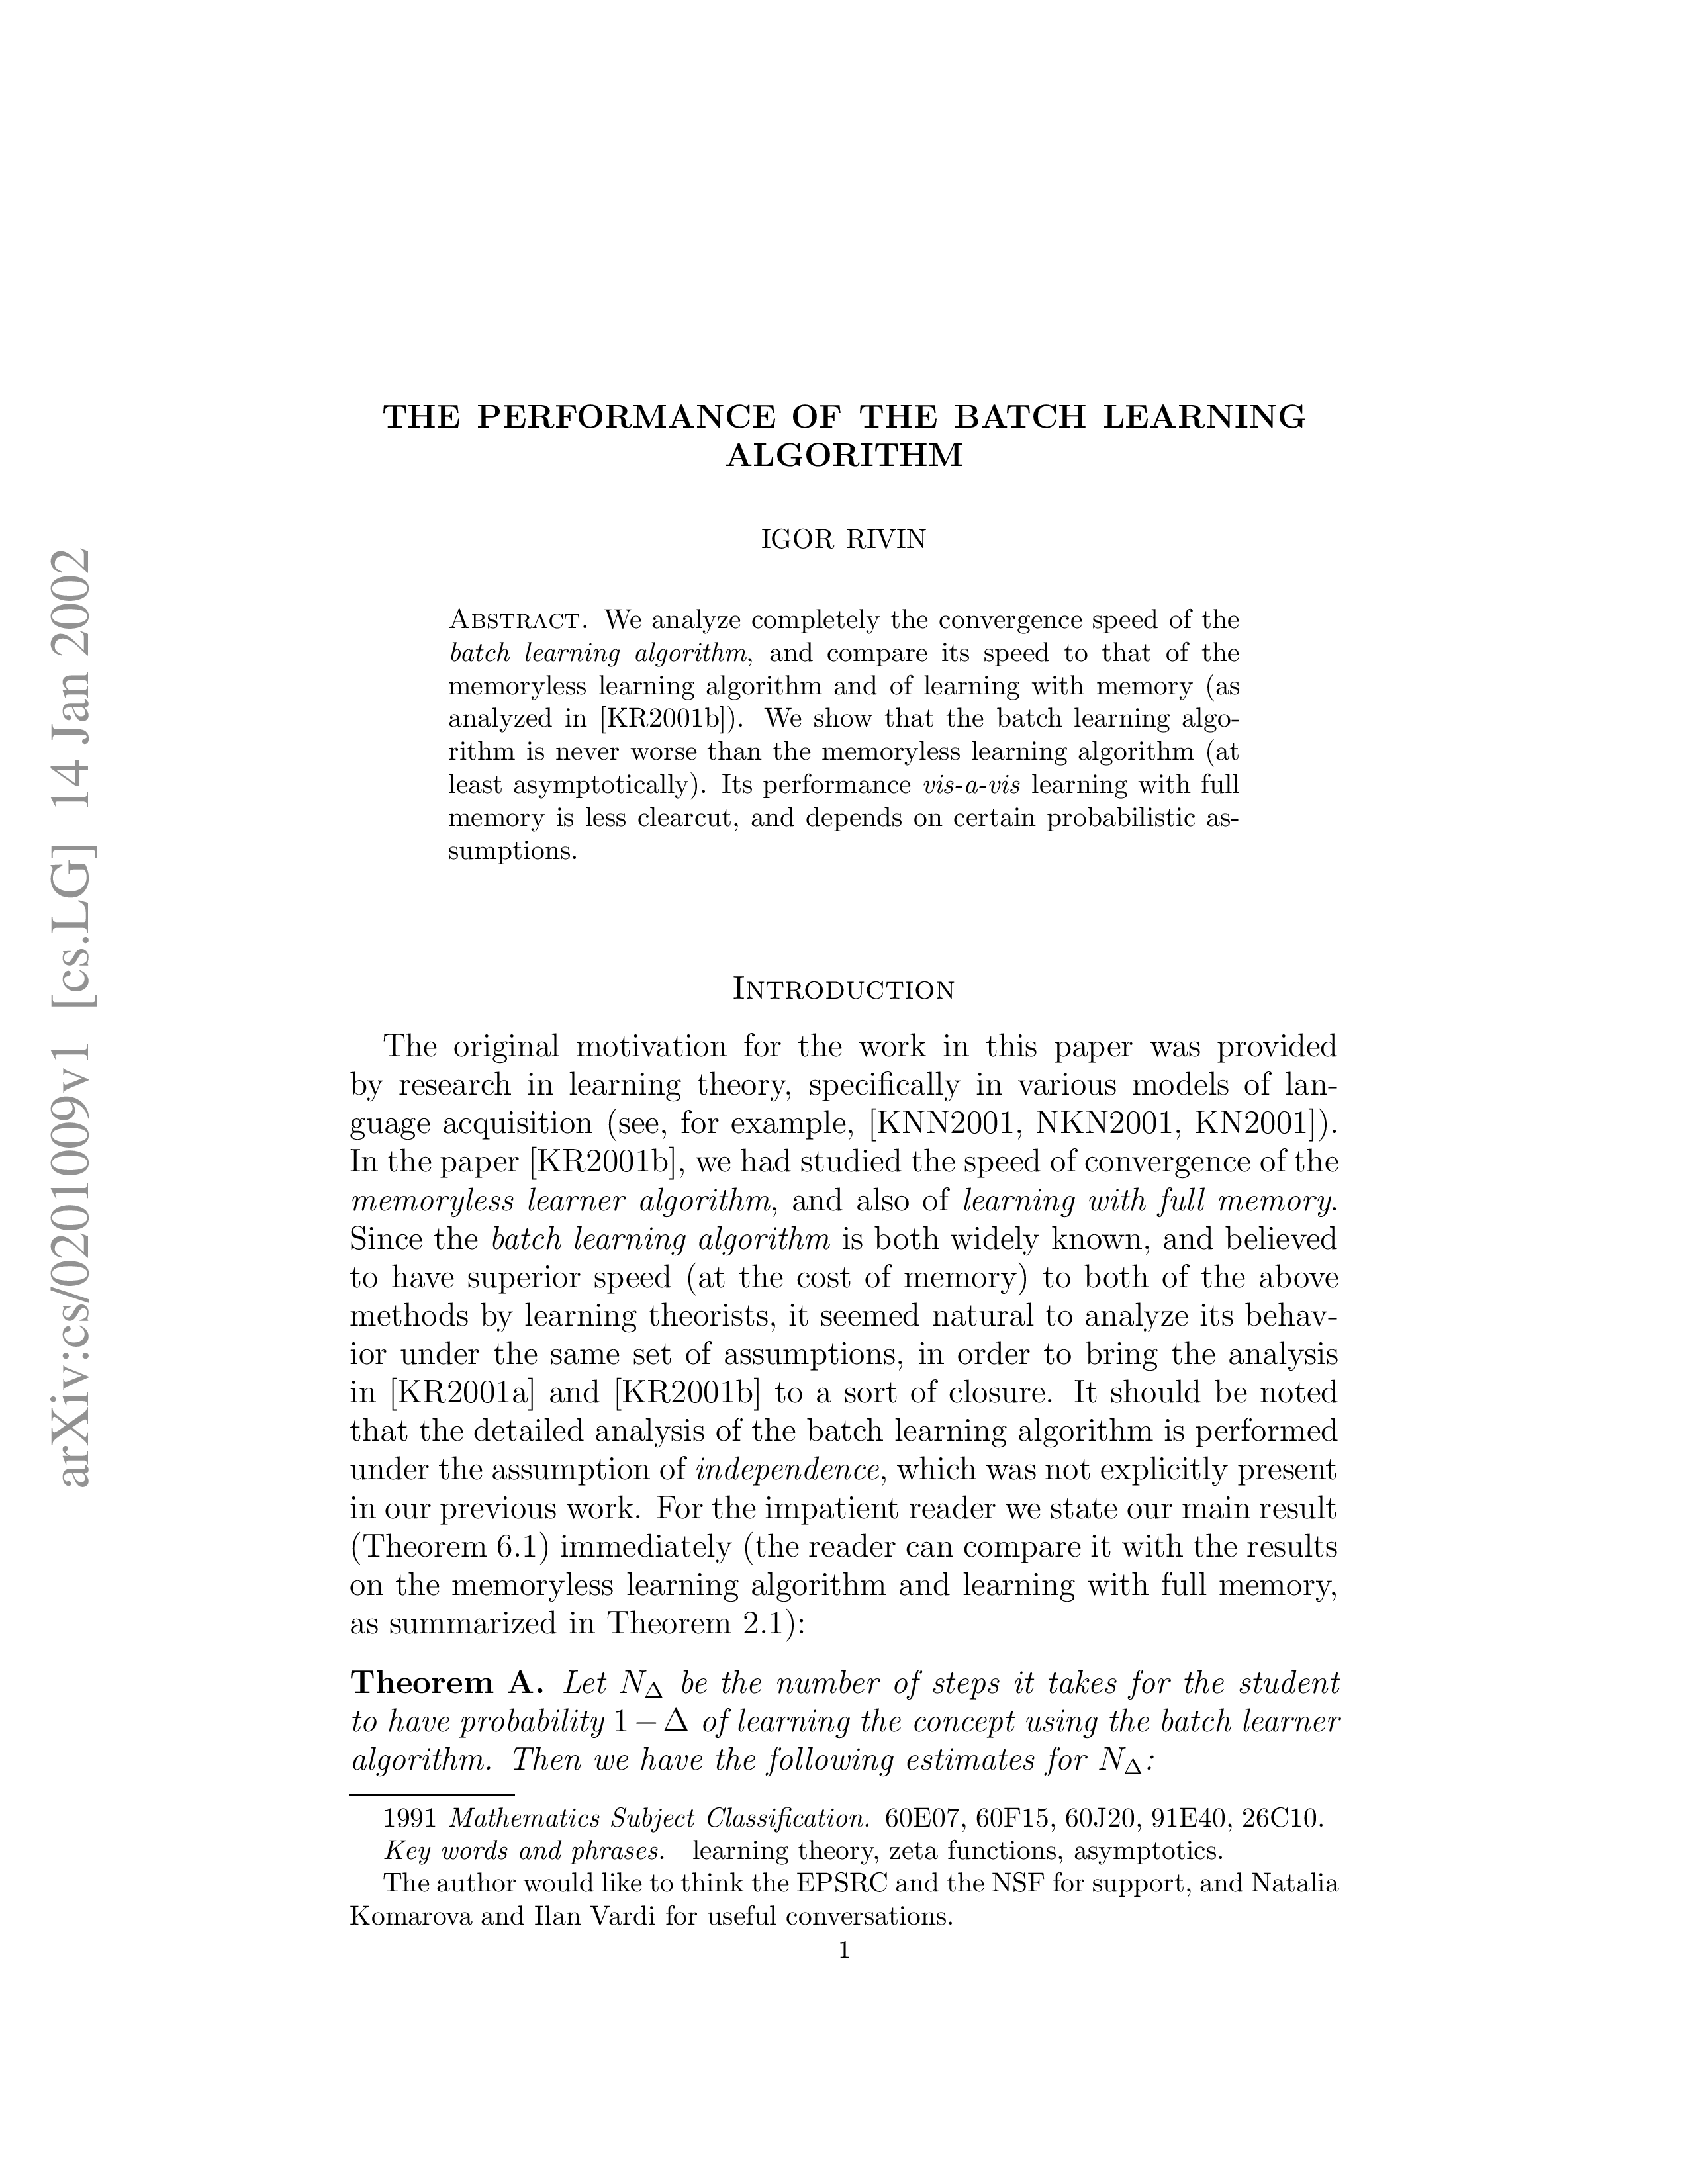 arXiv:cs/0201009v1 [cs.LG] 14 Jan 2002
THE PERFORMANCE OF THE BATCH LEARNING
ALGORITHM
IGOR RIVIN
ABSTRACT. We analyze completely the convergence speed of the
batch learning algorithm, and compare its speed to that of the
memoryless learning algorithm and of learning with memory (as
analyzed in [KR2001b]). We show that the batch learning algo-
rithm is never worse than the memoryless learning algorithm (at
least asymptotically). Its performance vis-a-vis learning with full
memory is less clearcut, and depends on certain probabilistic as-
sumptions.
INTRODUCTION
The original motivation for the work in this paper was provided
by research in learning theory, specifically in various models of lan-
guage acquisition (see, for example, [KNN2001, NKN2001, KN2001]).
In the paper [KR2001b], we had studied the speed of convergence of the
memoryless learner algorithm, and also of learning with full memory.
Since the batch learning algorithm is both widely known, and believed
to have superior speed (at the cost of memory) to both of the above
methods by learning theorists, it seemed natural to analyze its behav-
ior under the same set of assumptions, in order to bring the analysis
in [KR2001a] and [KR2001b] to a sort of closure. It should be noted
that the detailed analysis of the batch learning algorithm is performed
under the assumption of independence, which was not explicitly present
in our previous work. For the impatient reader we state our main result
(Theorem 6.1) immediately (the reader can compare it with the results
on the memoryless learning algorithm and learning with full memory,
as summarized in Theorem 2.1):
Theorem A. Let N_Δ be the number of steps it takes for the student
to have probability 1 − Δ of learning the concept using the batch learner
algorithm. Then we have the following estimates for N_Δ:
1991 Mathematics Subject Classification. 60E07, 60F15, 60J20, 91E40, 26C10.
Key words and phrases. learning theory, zeta functions, asymptotics.
The author would like to think the EPSRC and the NSF for support, and Natalia
Komarova and Ilan Vardi for useful conversations.
1